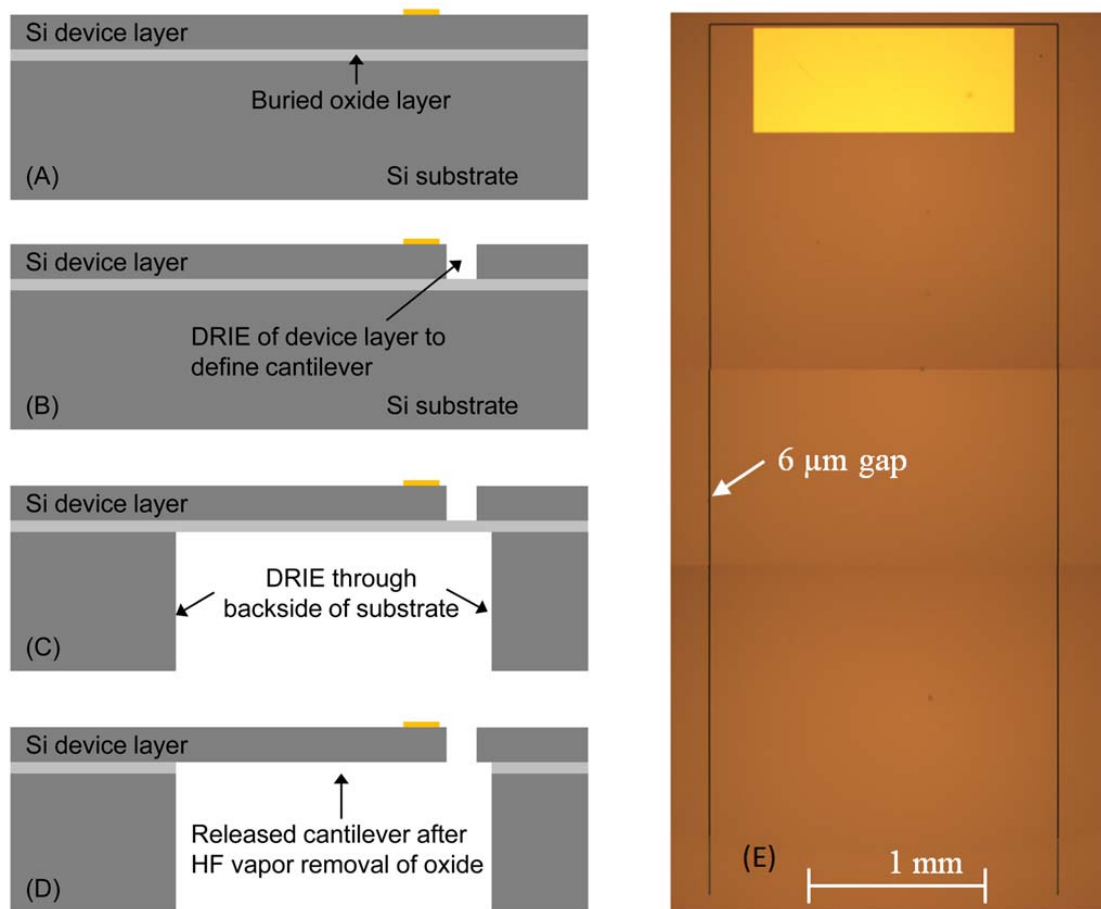 Si device layer
Buried oxide layer
(A)
Si substrate
Si device layer
DRIE of device layer to
define cantilever
(B)
Si substrate
Si device layer
DRIE through
backside of substrate
(C)
Si device layer
Released cantilever after
HF vapor removal of oxide
(D)
6 μm gap
(E)
1 mm